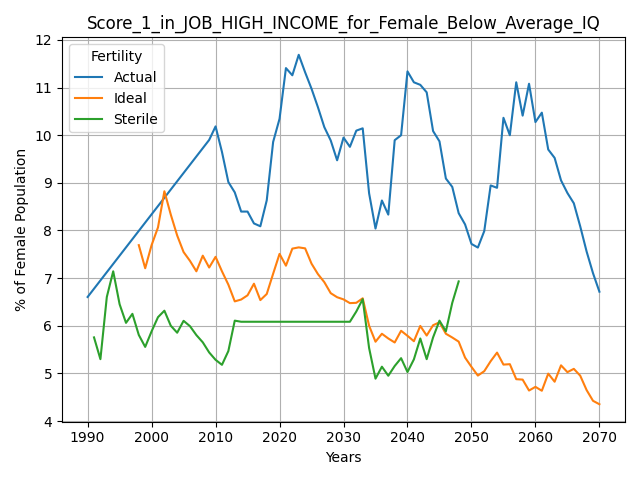 Score_1_in_JOB_HIGH_INCOME_for_Female_Below_Average_IQ
Fertility
Actual
Ideal
Sterile
% of Female Population
12
11
10
9
8
7
6
5
4
1990 2000 2010 2020 2030 2040 2050 2060 2070
Years